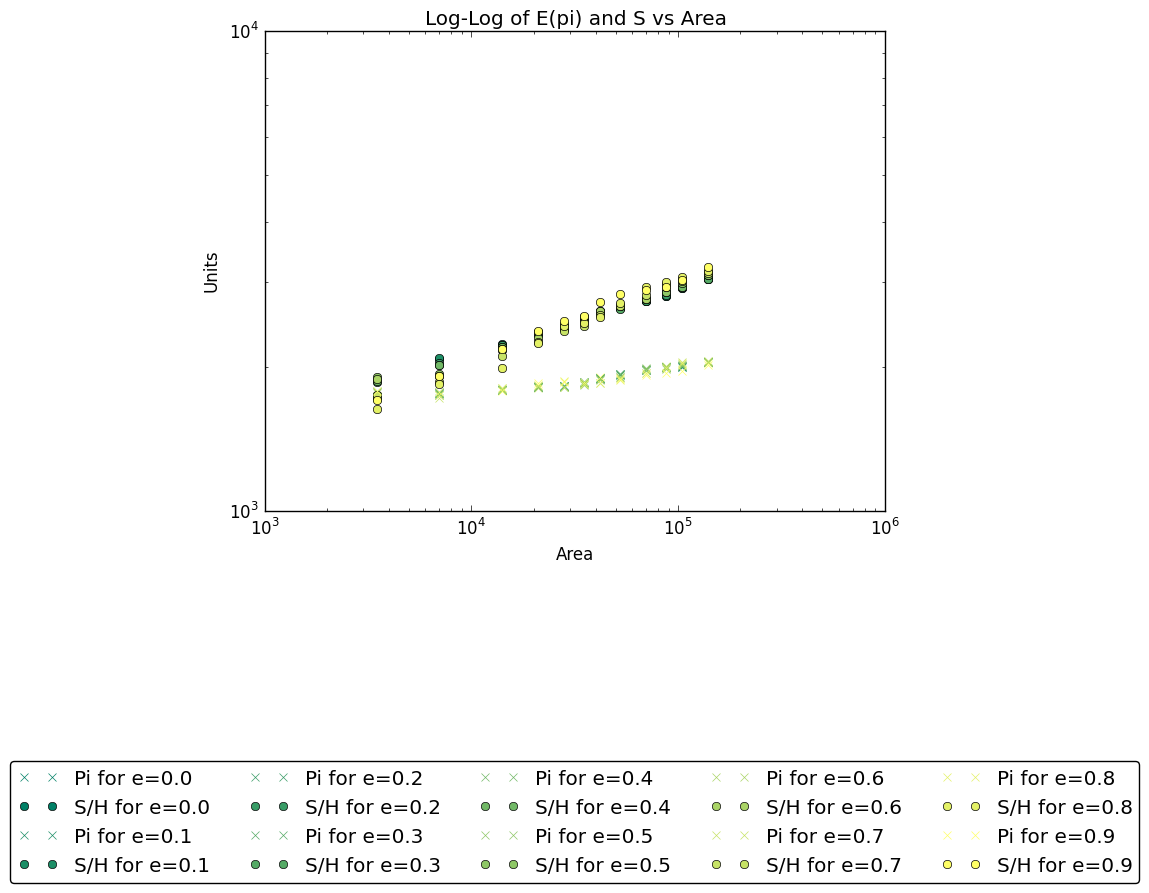 Log-Log of E(pi) and S vs Area
10^4
Units
10^3
10^3 10^4 10^5 10^6
Area
Pi for e=0.0 Pi for e=0.2 Pi for e=0.4 Pi for e=0.6 Pi for e=0.8
S/H for e=0.0 S/H for e=0.2 S/H for e=0.4 S/H for e=0.6 S/H for e=0.8
Pi for e=0.1 Pi for e=0.3 Pi for e=0.5 Pi for e=0.7 Pi for e=0.9
S/H for e=0.1 S/H for e=0.3 S/H for e=0.5 S/H for e=0.7 S/H for e=0.9